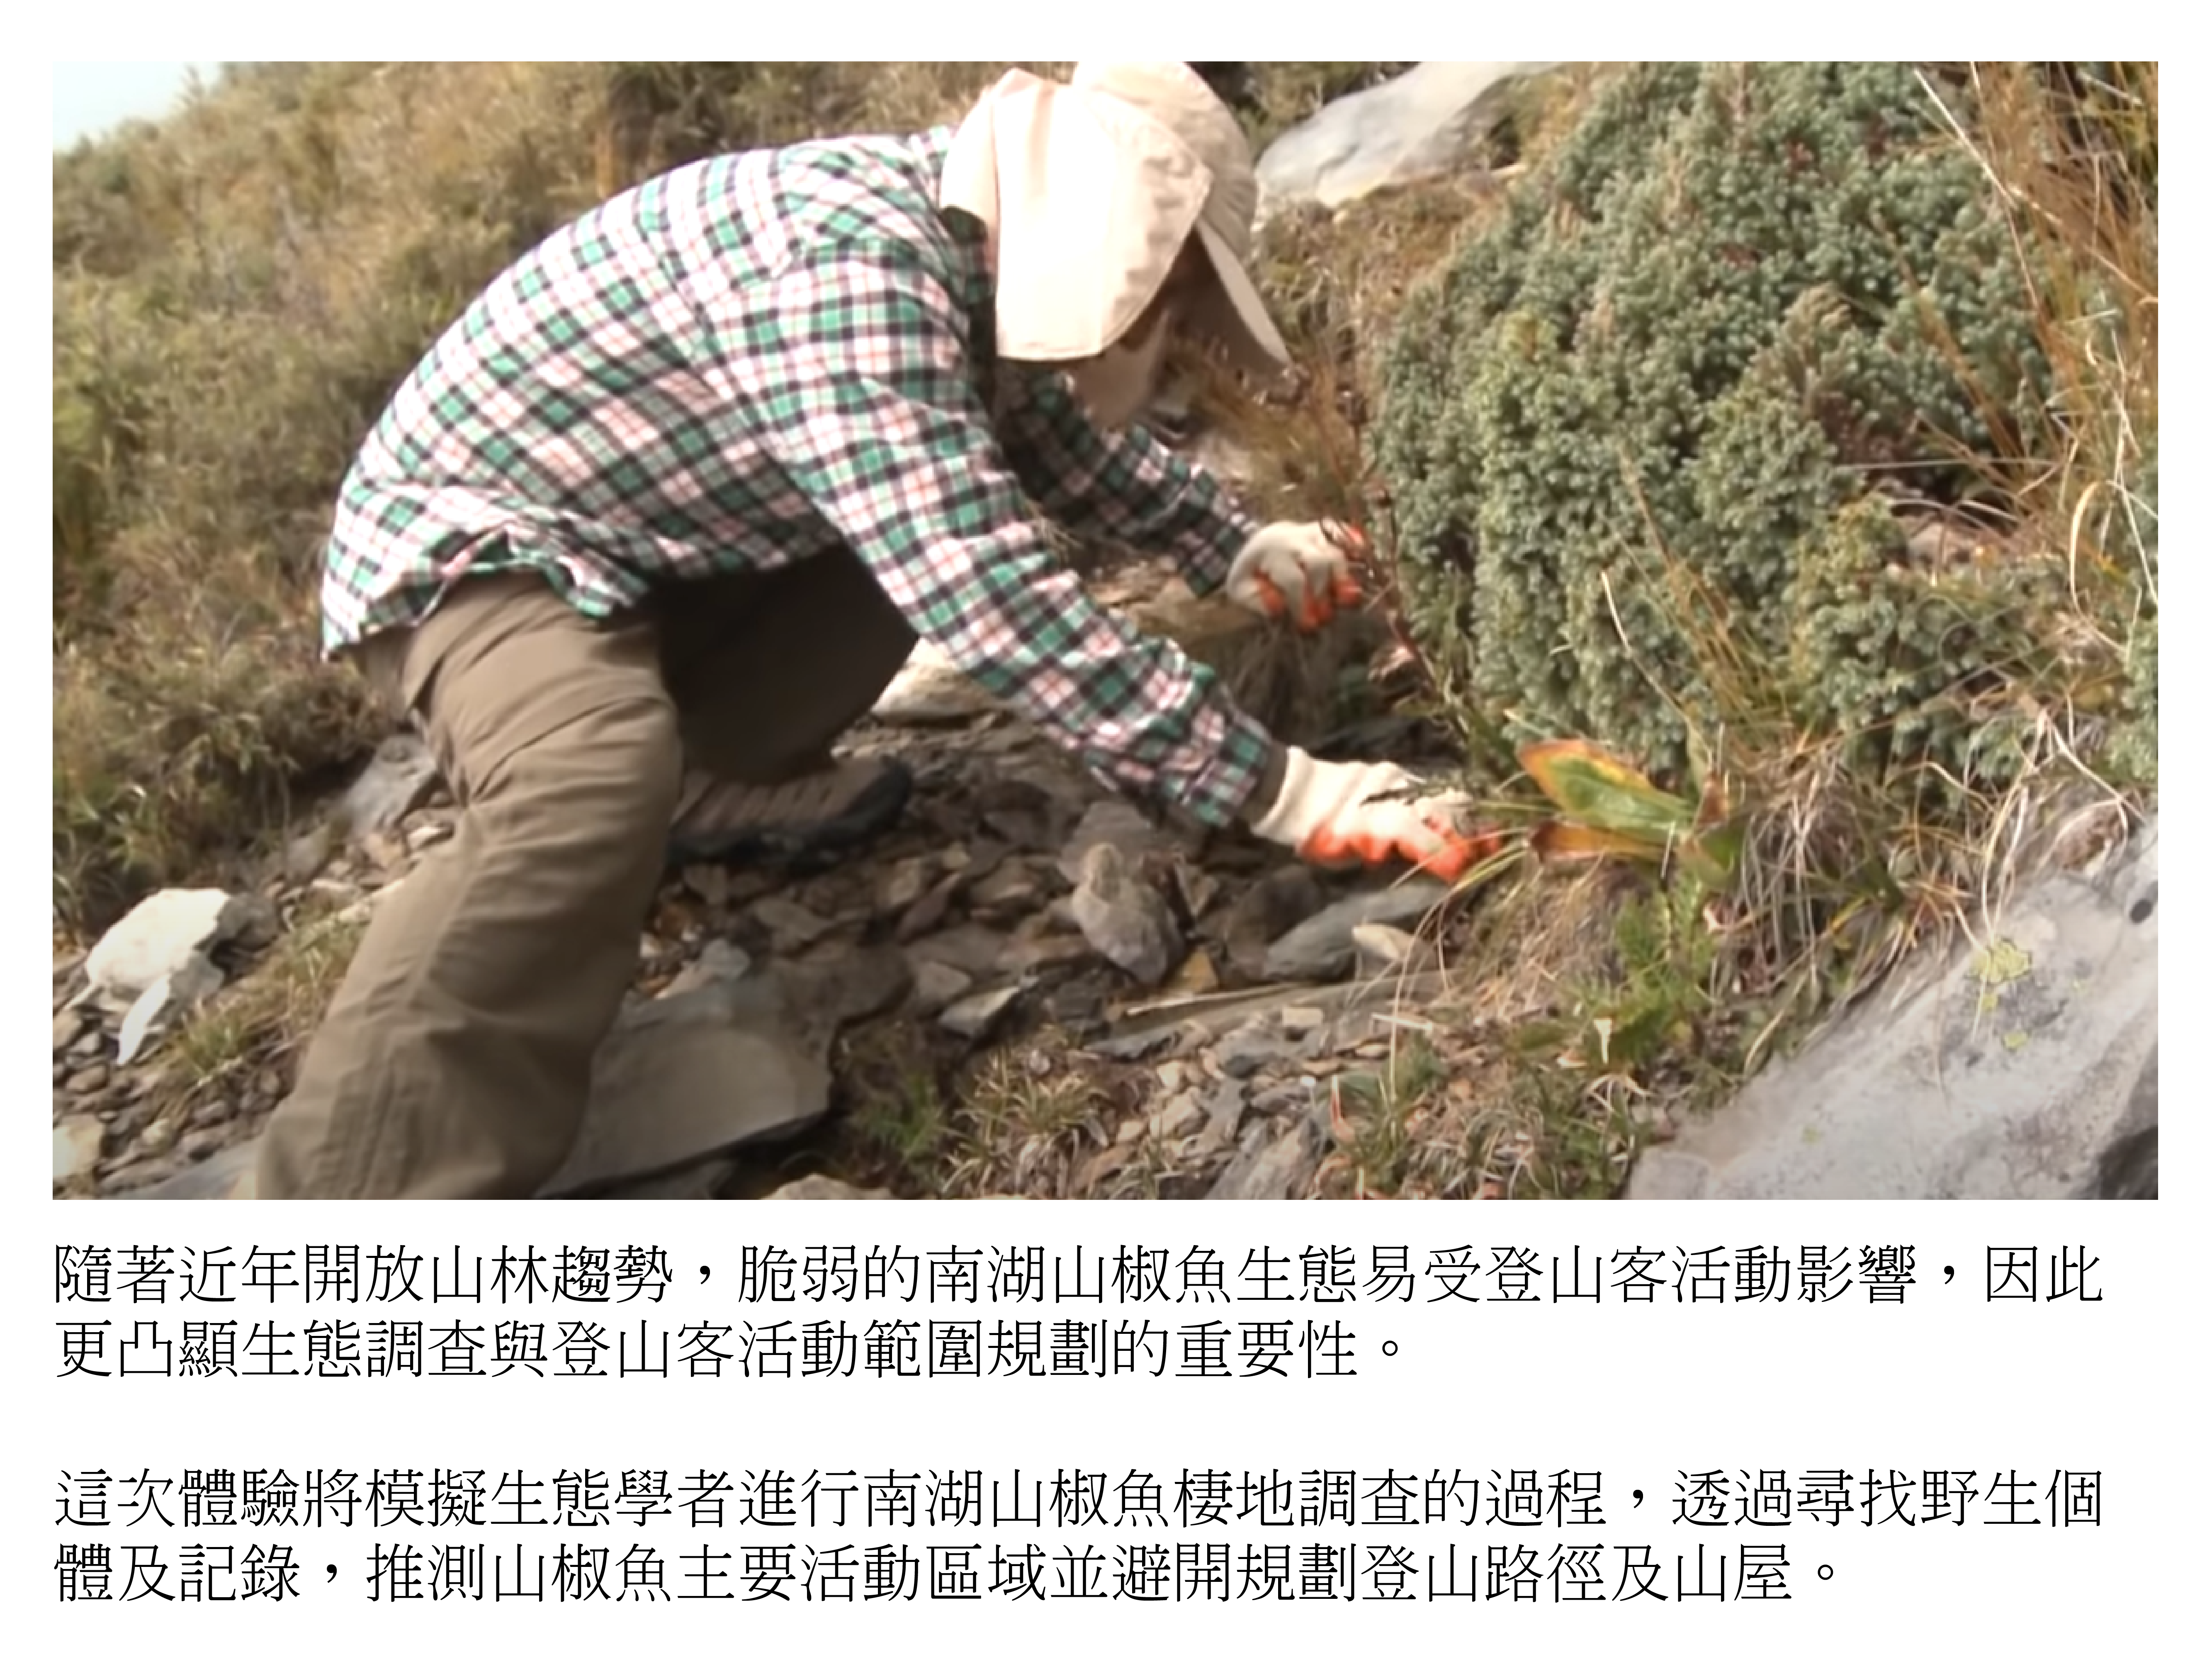 隨著近年開放山林趨勢，脆弱的南湖山椒魚生態易受登山客活動影響，因此
更凸顯生態調查與登山客活動範圍規劃的重要性。
這次體驗將模擬生態學者進行南湖山椒魚棲地調查的過程，透過尋找野生個
體及記錄，推測山椒魚主要活動區域並避開規劃登山路徑及山屋。